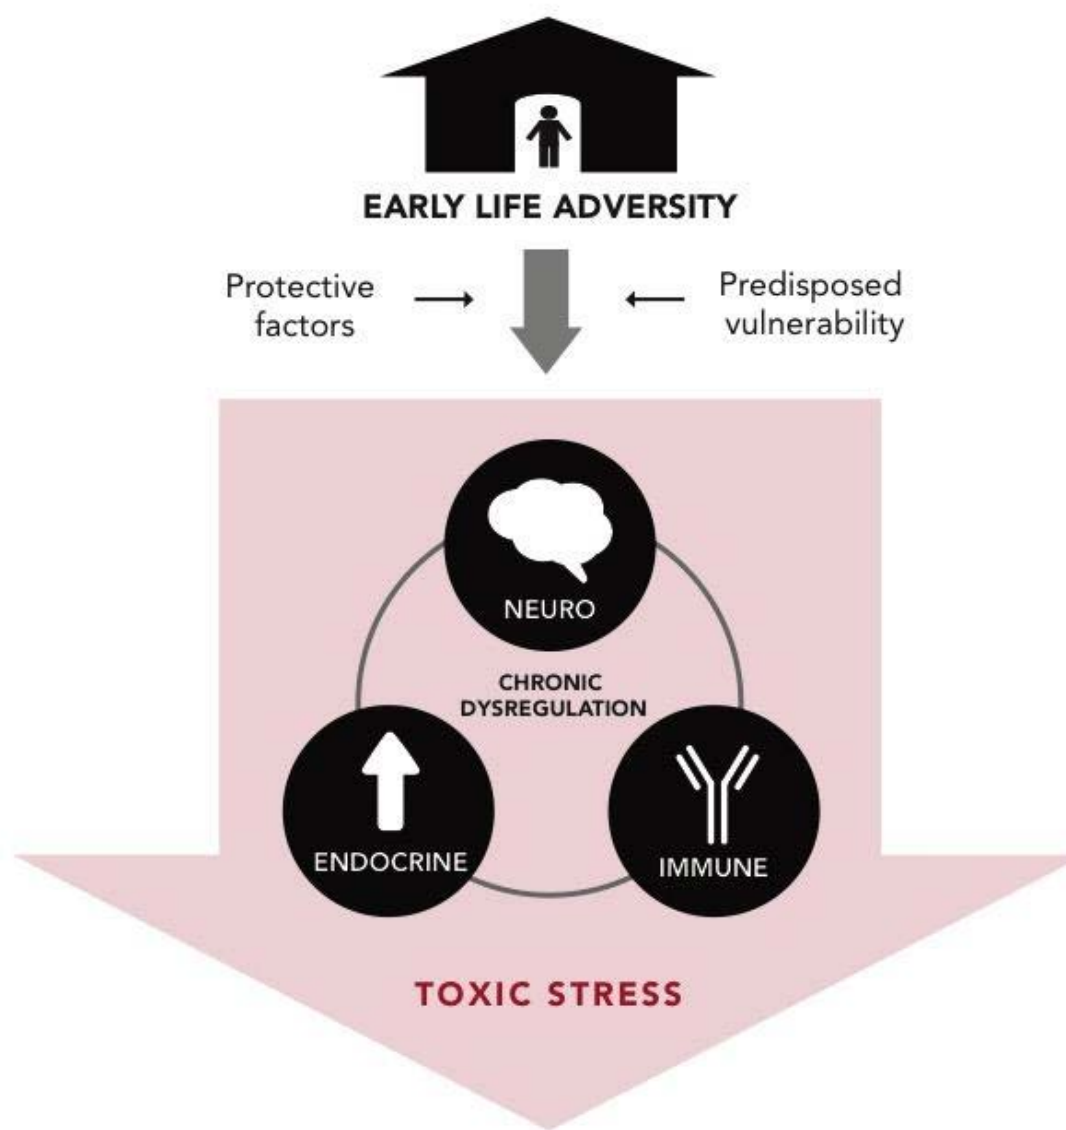 EARLY LIFE ADVERSITY
Protective
factors
Predisposed
vulnerability
NEURO
CHRONIC
DYSREGULATION
ENDOCRINE
IMMUNE
TOXIC STRESS